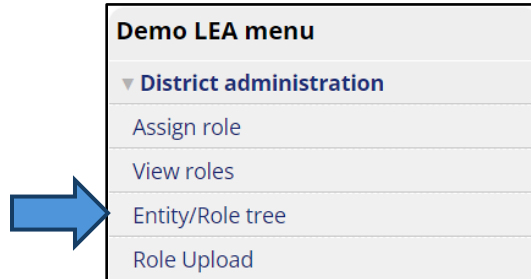 Demo LEA menu
District administration
Assign role
View roles
Entity/Role tree
Role Upload